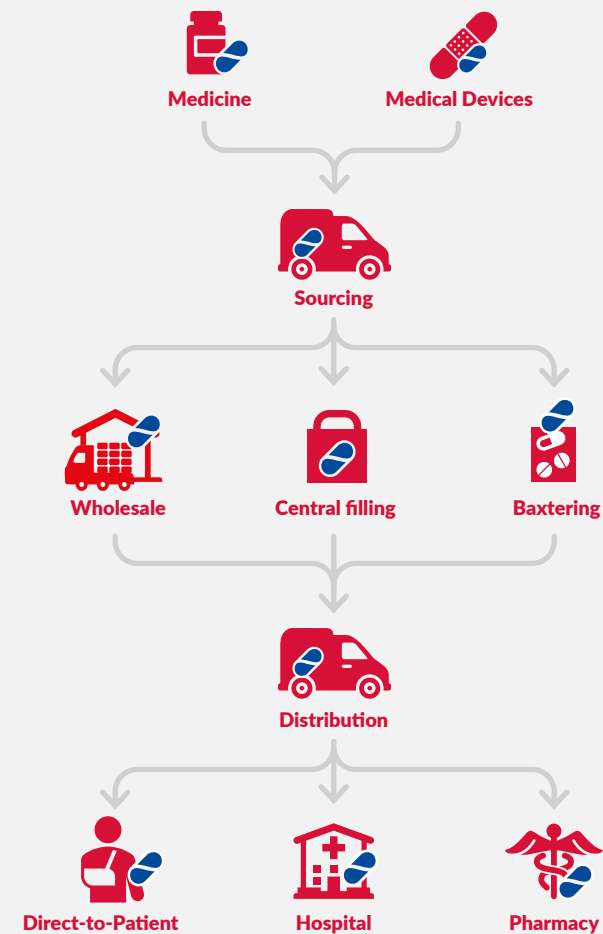 Medicine
Medical Devices
Sourcing
Wholesale
Central filling
Baxtering
Distribution
Direct-to-Patient
Hospital
Pharmacy